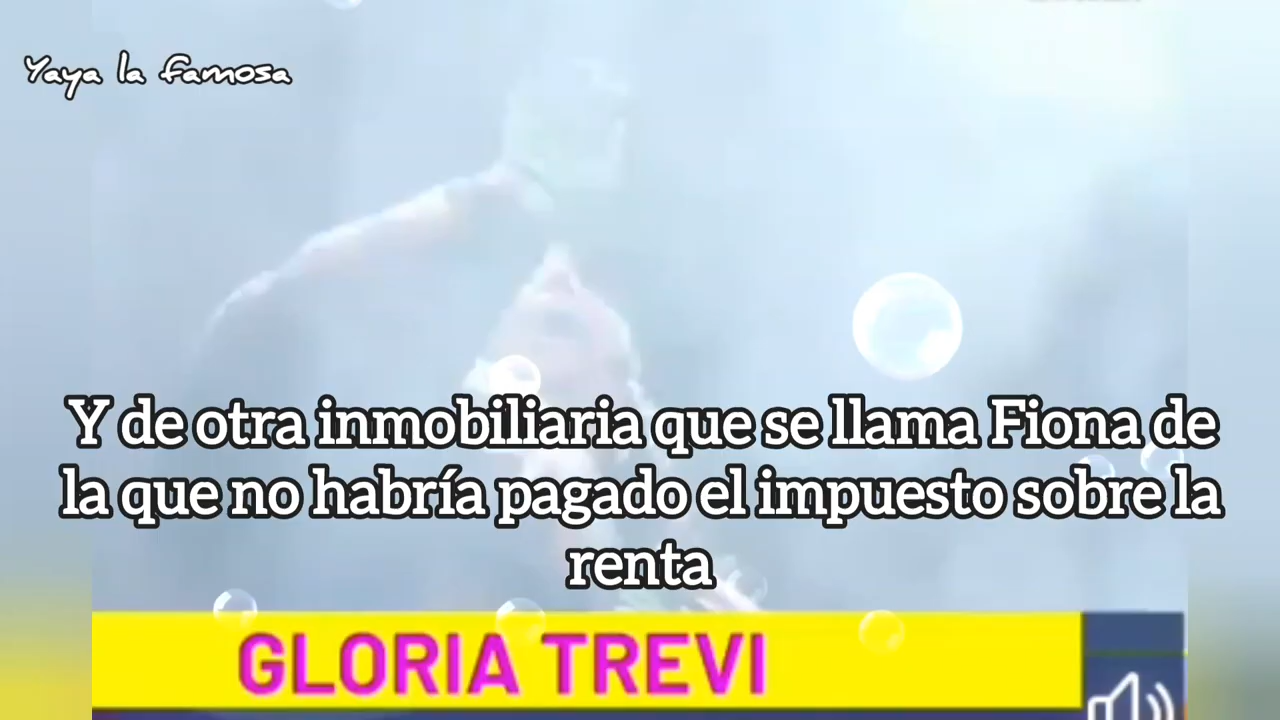 Yaya la famosa
Y de otra inmobiliaria que se llama Fiona de
la que no habría pagado el impuesto sobre la
renta
GLORIA TREVI